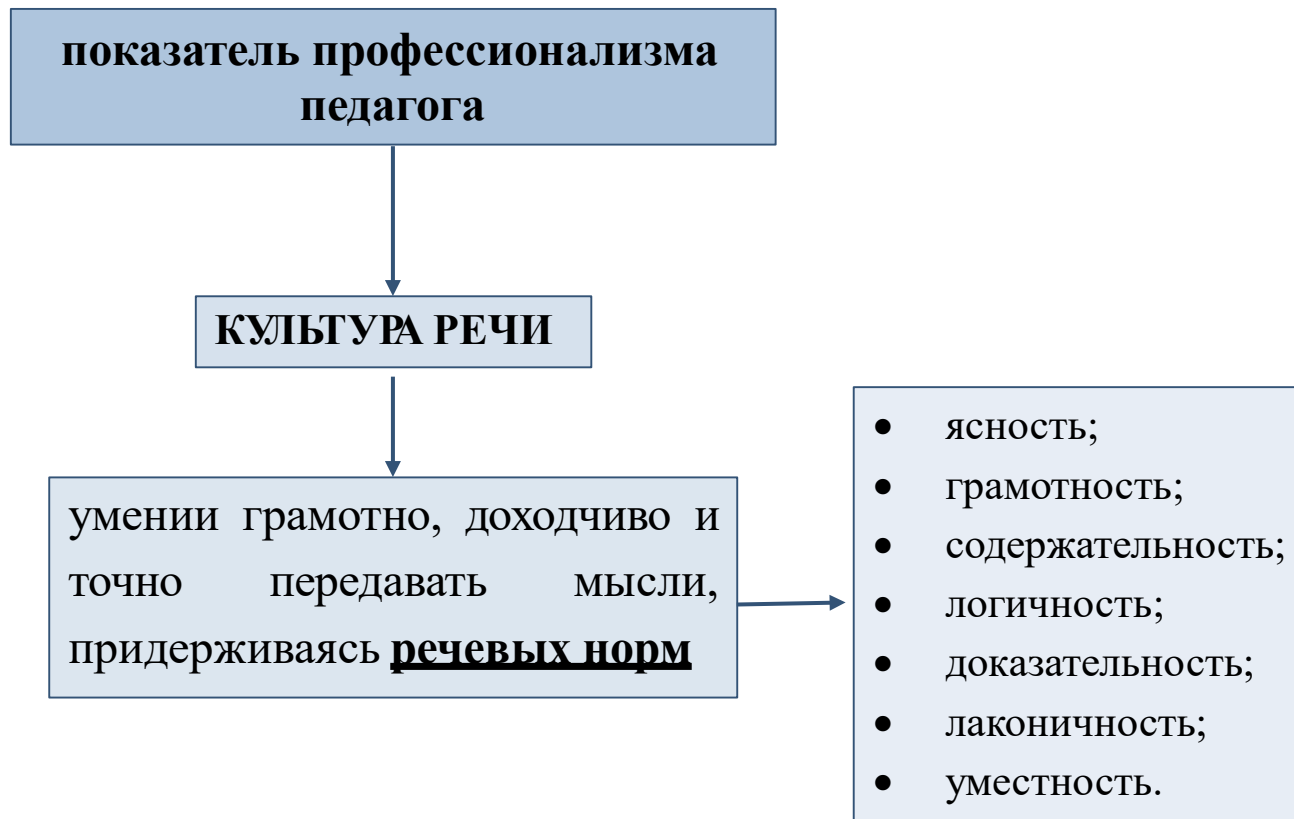 показатель профессионализма
педагога
КУЛЬТУРА РЕЧИ
умении грамотно, доходчиво и
точно передавать мысли,
придерживаясь речевых норм
• ясность;
• грамотность;
• содержательность;
• логичность;
• доказательность;
• лаконичность;
• уместность.